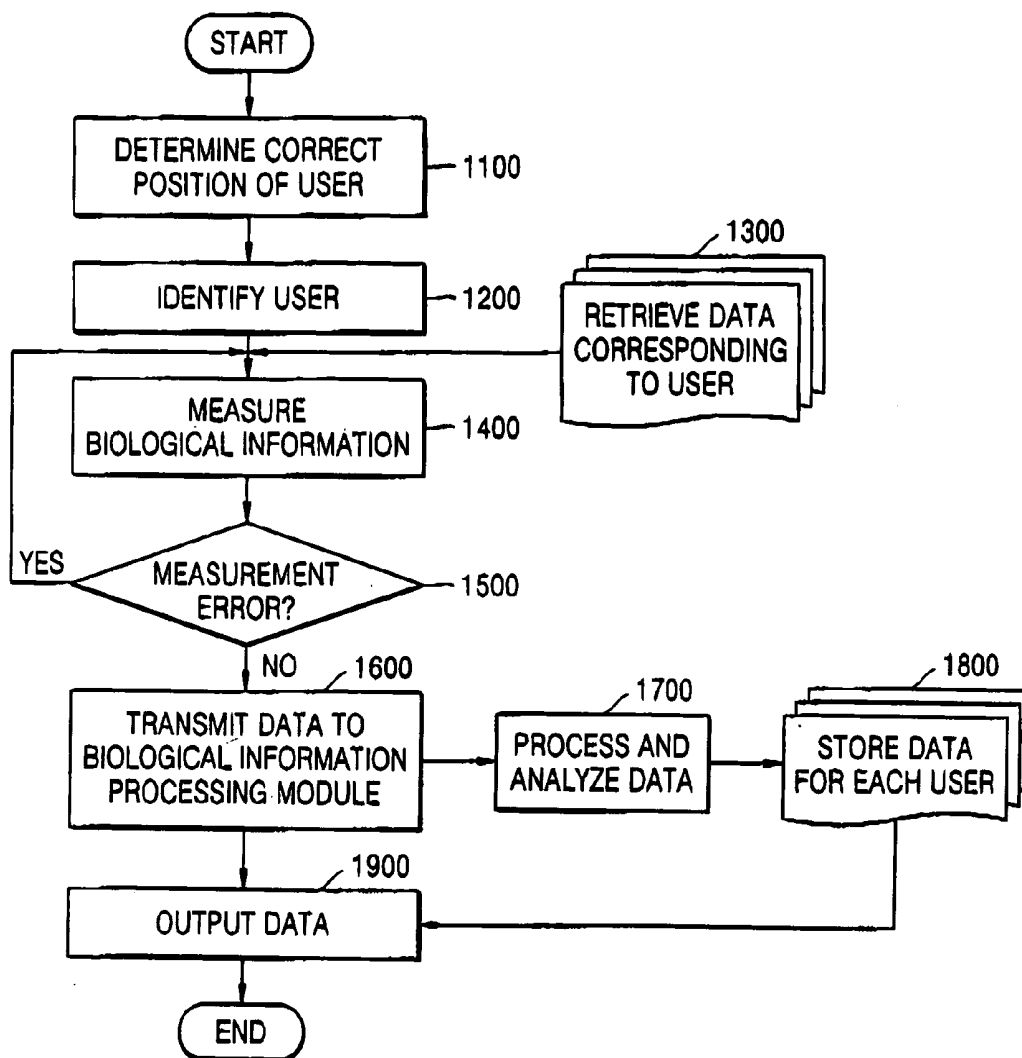 START
DETERMINE CORRECT
POSITION OF USER
1100
IDENTIFY USER
1200
1300
RETRIEVE DATA
CORRESPONDING
TO USER
MEASURE
BIOLOGICAL INFORMATION
1400
YES
MEASUREMENT
ERROR?
1500
NO
1600
TRANSMIT DATA TO
BIOLOGICAL INFORMATION
PROCESSING MODULE
1700
PROCESS AND
ANALYZE DATA
1800
STORE DATA
FOR EACH USER
1900
OUTPUT DATA
END